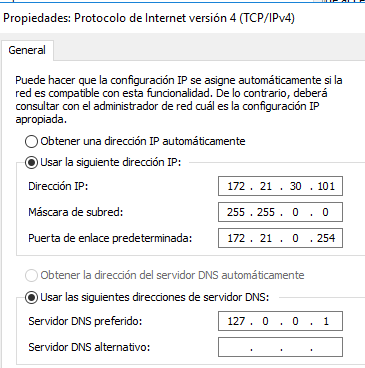 Propiedades: Protocolo de Internet versión 4 (TCP/IPv4)
General
Puede hacer que la configuración IP se asigne automáticamente si la
red es compatible con esta funcionalidad. De lo contrario, deberá
consultar con el administrador de red cuál es la configuración IP
apropiada.
Obtener una dirección IP automáticamente
Usar la siguiente dirección IP:
Dirección IP: 172 . 21 . 30 . 101
Máscara de subred: 255 . 255 . 0 . 0
Puerta de enlace predeterminada: 172 . 21 . 0 . 254
Obtener la dirección del servidor DNS automáticamente
Usar las siguientes direcciones de servidor DNS:
Servidor DNS preferido: 127 . 0 . 0 . 1
Servidor DNS alternativo: . . .